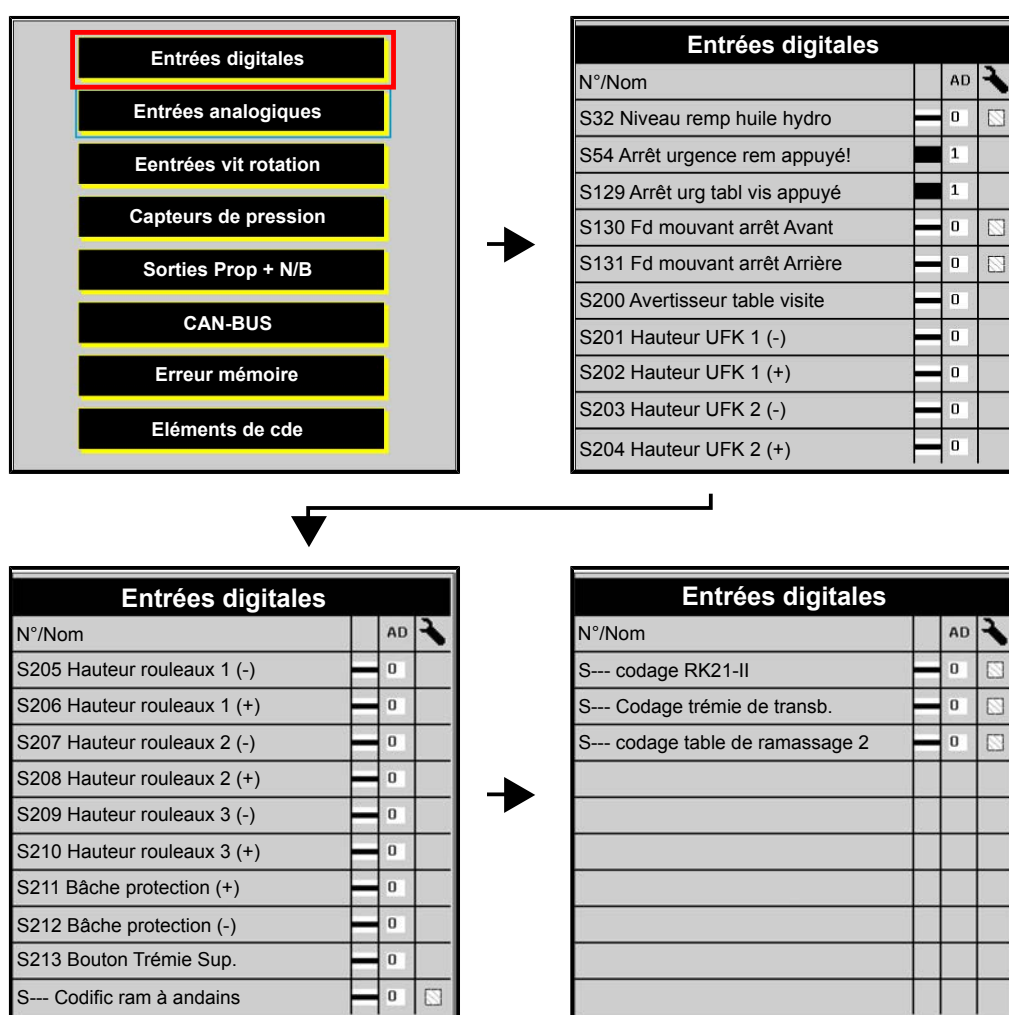 Entrées digitales
Entrées analogiques
Eentrées vit rotation
Capteurs de pression
Sorties Prop + N/B
CAN-BUS
Erreur mémoire
Eléments de cde
Entrées digitales
N°/Nom AD
S32 Niveau remp huile hydro 0
S54 Arrêt urgence rem appuyé! 1
S129 Arrêt urg tabl vis appuyé 1
S130 Fd mouvant arrêt Avant 0
S131 Fd mouvant arrêt Arrière 0
S200 Avertisseur table visite 0
S201 Hauteur UFK 1 (-) 0
S202 Hauteur UFK 1 (+) 0
S203 Hauteur UFK 2 (-) 0
S204 Hauteur UFK 2 (+) 0
Entrées digitales
N°/Nom AD
S205 Hauteur rouleaux 1 (-) 0
S206 Hauteur rouleaux 1 (+) 0
S207 Hauteur rouleaux 2 (-) 0
S208 Hauteur rouleaux 2 (+) 0
S209 Hauteur rouleaux 3 (-) 0
S210 Hauteur rouleaux 3 (+) 0
S211 Bâche protection (+) 0
S212 Bâche protection (-) 0
S213 Bouton Trémie Sup. 0
S--- Codific ram à andains 0
Entrées digitales
N°/Nom AD
S--- codage RK21-II 0
S--- Codage trémie de transb. 0
S--- codage table de ramassage 2 0